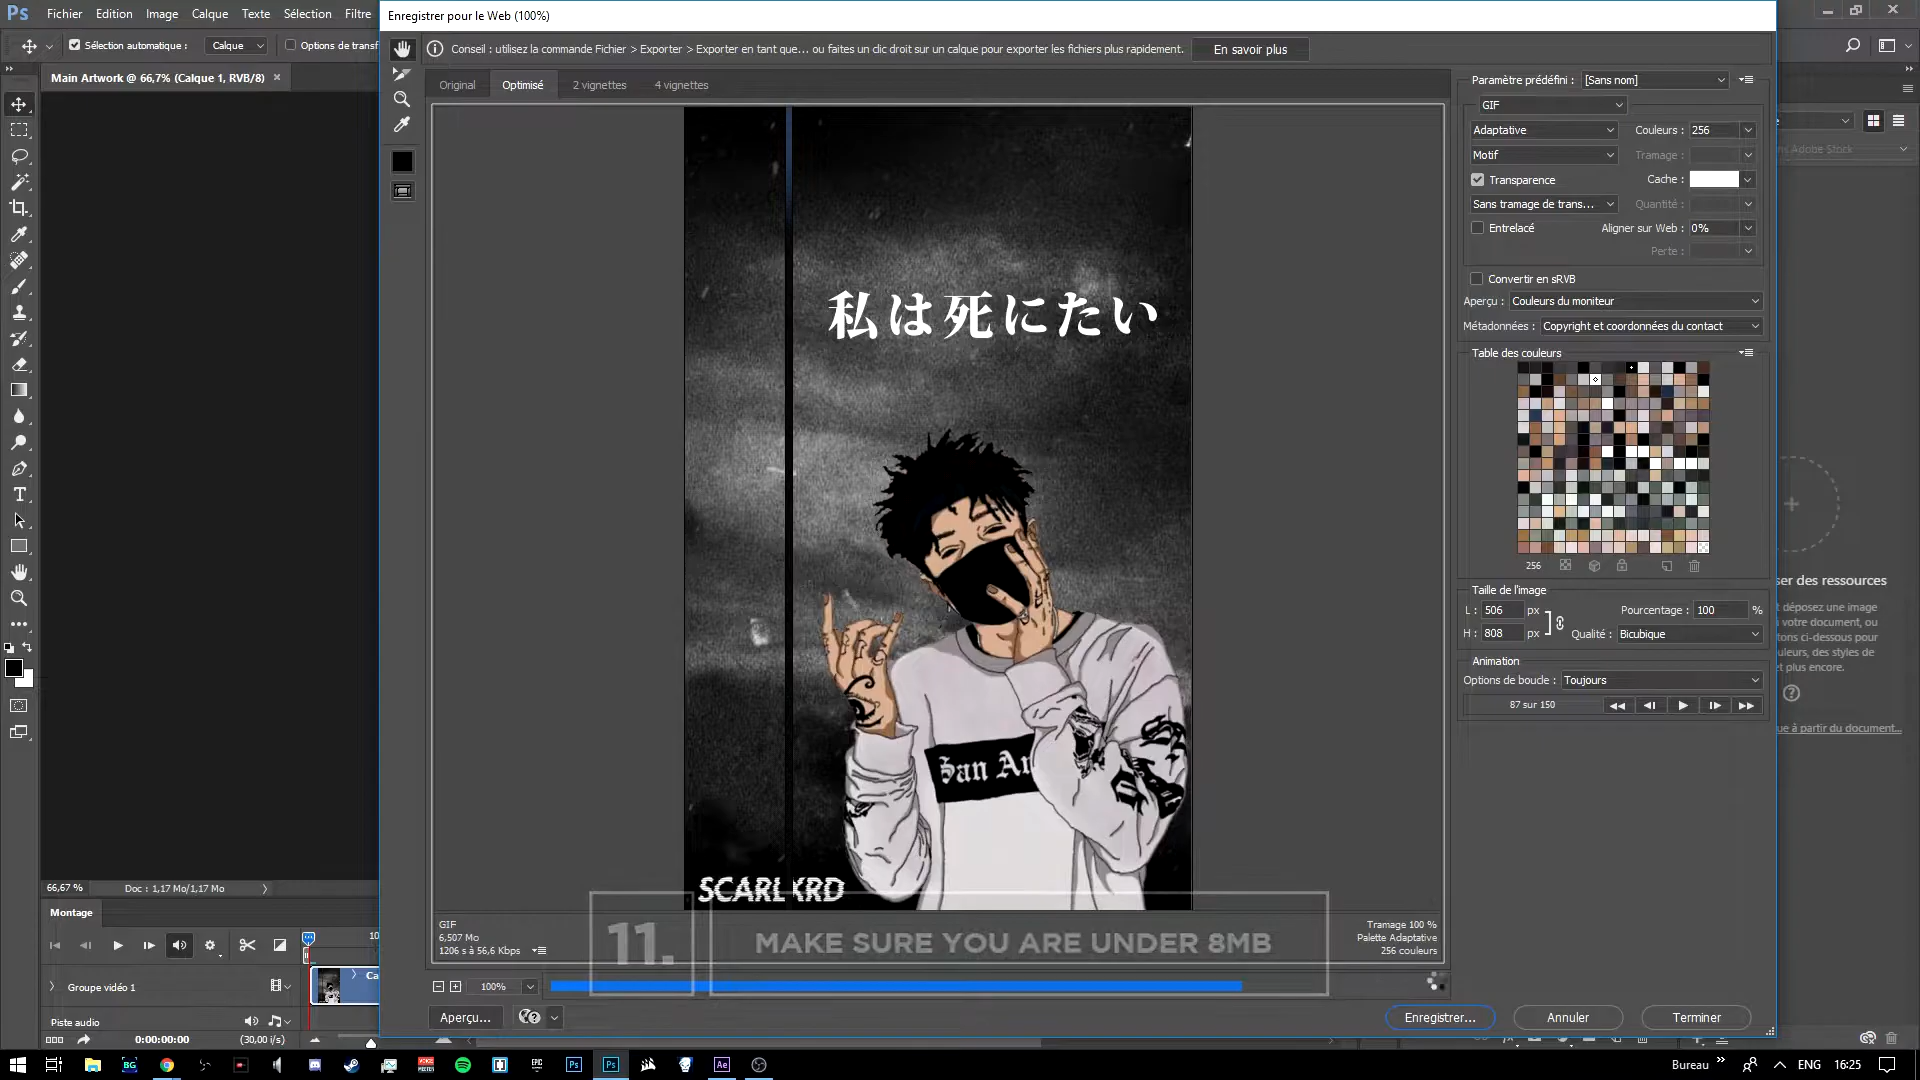 Ps Fichier Edition Image Calque Texte Sélection Filtre
Enregistrer pour le Web (100%)
Sélection automatique : Calque Options de transf
Conseil : utilisez la commande Fichier > Exporter > Exporter en tant que... ou faites un clic droit sur un calque pour exporter les fichiers plus rapidement. En savoir plus
Main Artwork @ 66,7% (Calque 1, RVB/8) ×
Original Optimisé 2 vignettes 4 vignettes
Paramètre prédéfini : [Sans nom]
GIF
Adaptative Couleurs : 256
Motif Tramage :
Transparence Cache :
Sans tramage de trans... Quantité :
Entrelacé Aligner sur Web : 0%
Perte :
Convertir en sRVB
Aperçu : Couleurs du moniteur
Métadonnées : Copyright et coordonnées du contact
Table des couleurs
256
Taille de l'image
L : 506 px Pourcentage : 100 %
H : 808 px Qualité : Bicubique
Animation
Options de boucle : Toujours
87 sur 150
私は死にたい
San Ar
SCARLXRD
ns Adobe Stock
ser des ressources
t déposez une image
votre document, ou
tons ci-dessous pour
uleurs, des styles de
et plus encore.
ue à partir du document...
66,67 % Doc : 1,17 Mo/1,17 Mo
GIF
6,507 Mo
1206 s à 56,6 Kbps
Tramage 100 %
Palette Adaptative
256 couleurs
11. MAKE SURE YOU ARE UNDER 8MB
100%
Aperçu... Enregistrer... Annuler Terminer
Montage
10
Groupe vidéo 1
Ca
Piste audio
0:00:00:00 (30,00 i/s)
BG Ps Ps Ae
Bureau ENG 16:25